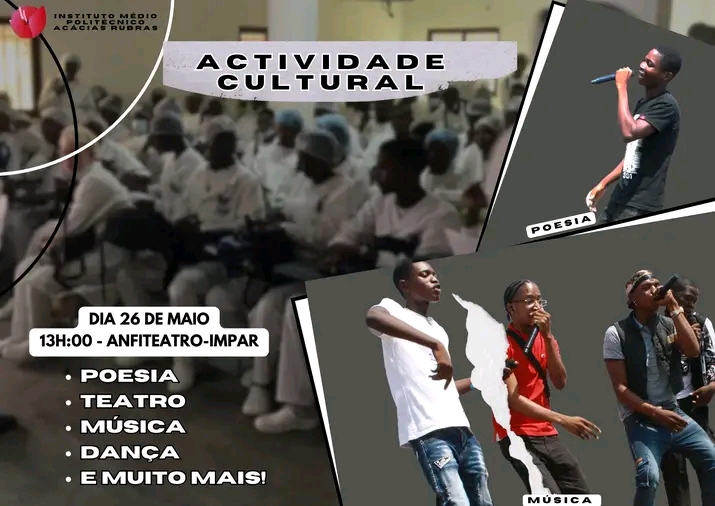 INSTITUTO MÉDIO
POLITÉCNICO
ACÁCIAS RUBRAS
ACTIVIDADE
CULTURAL
POESIA
DIA 26 DE MAIO
13H:00 - ANFITEATRO-IMPAR
• POESIA
• TEATRO
• MÚSICA
• DANÇA
• E MUITO MAIS!
MÚSICA